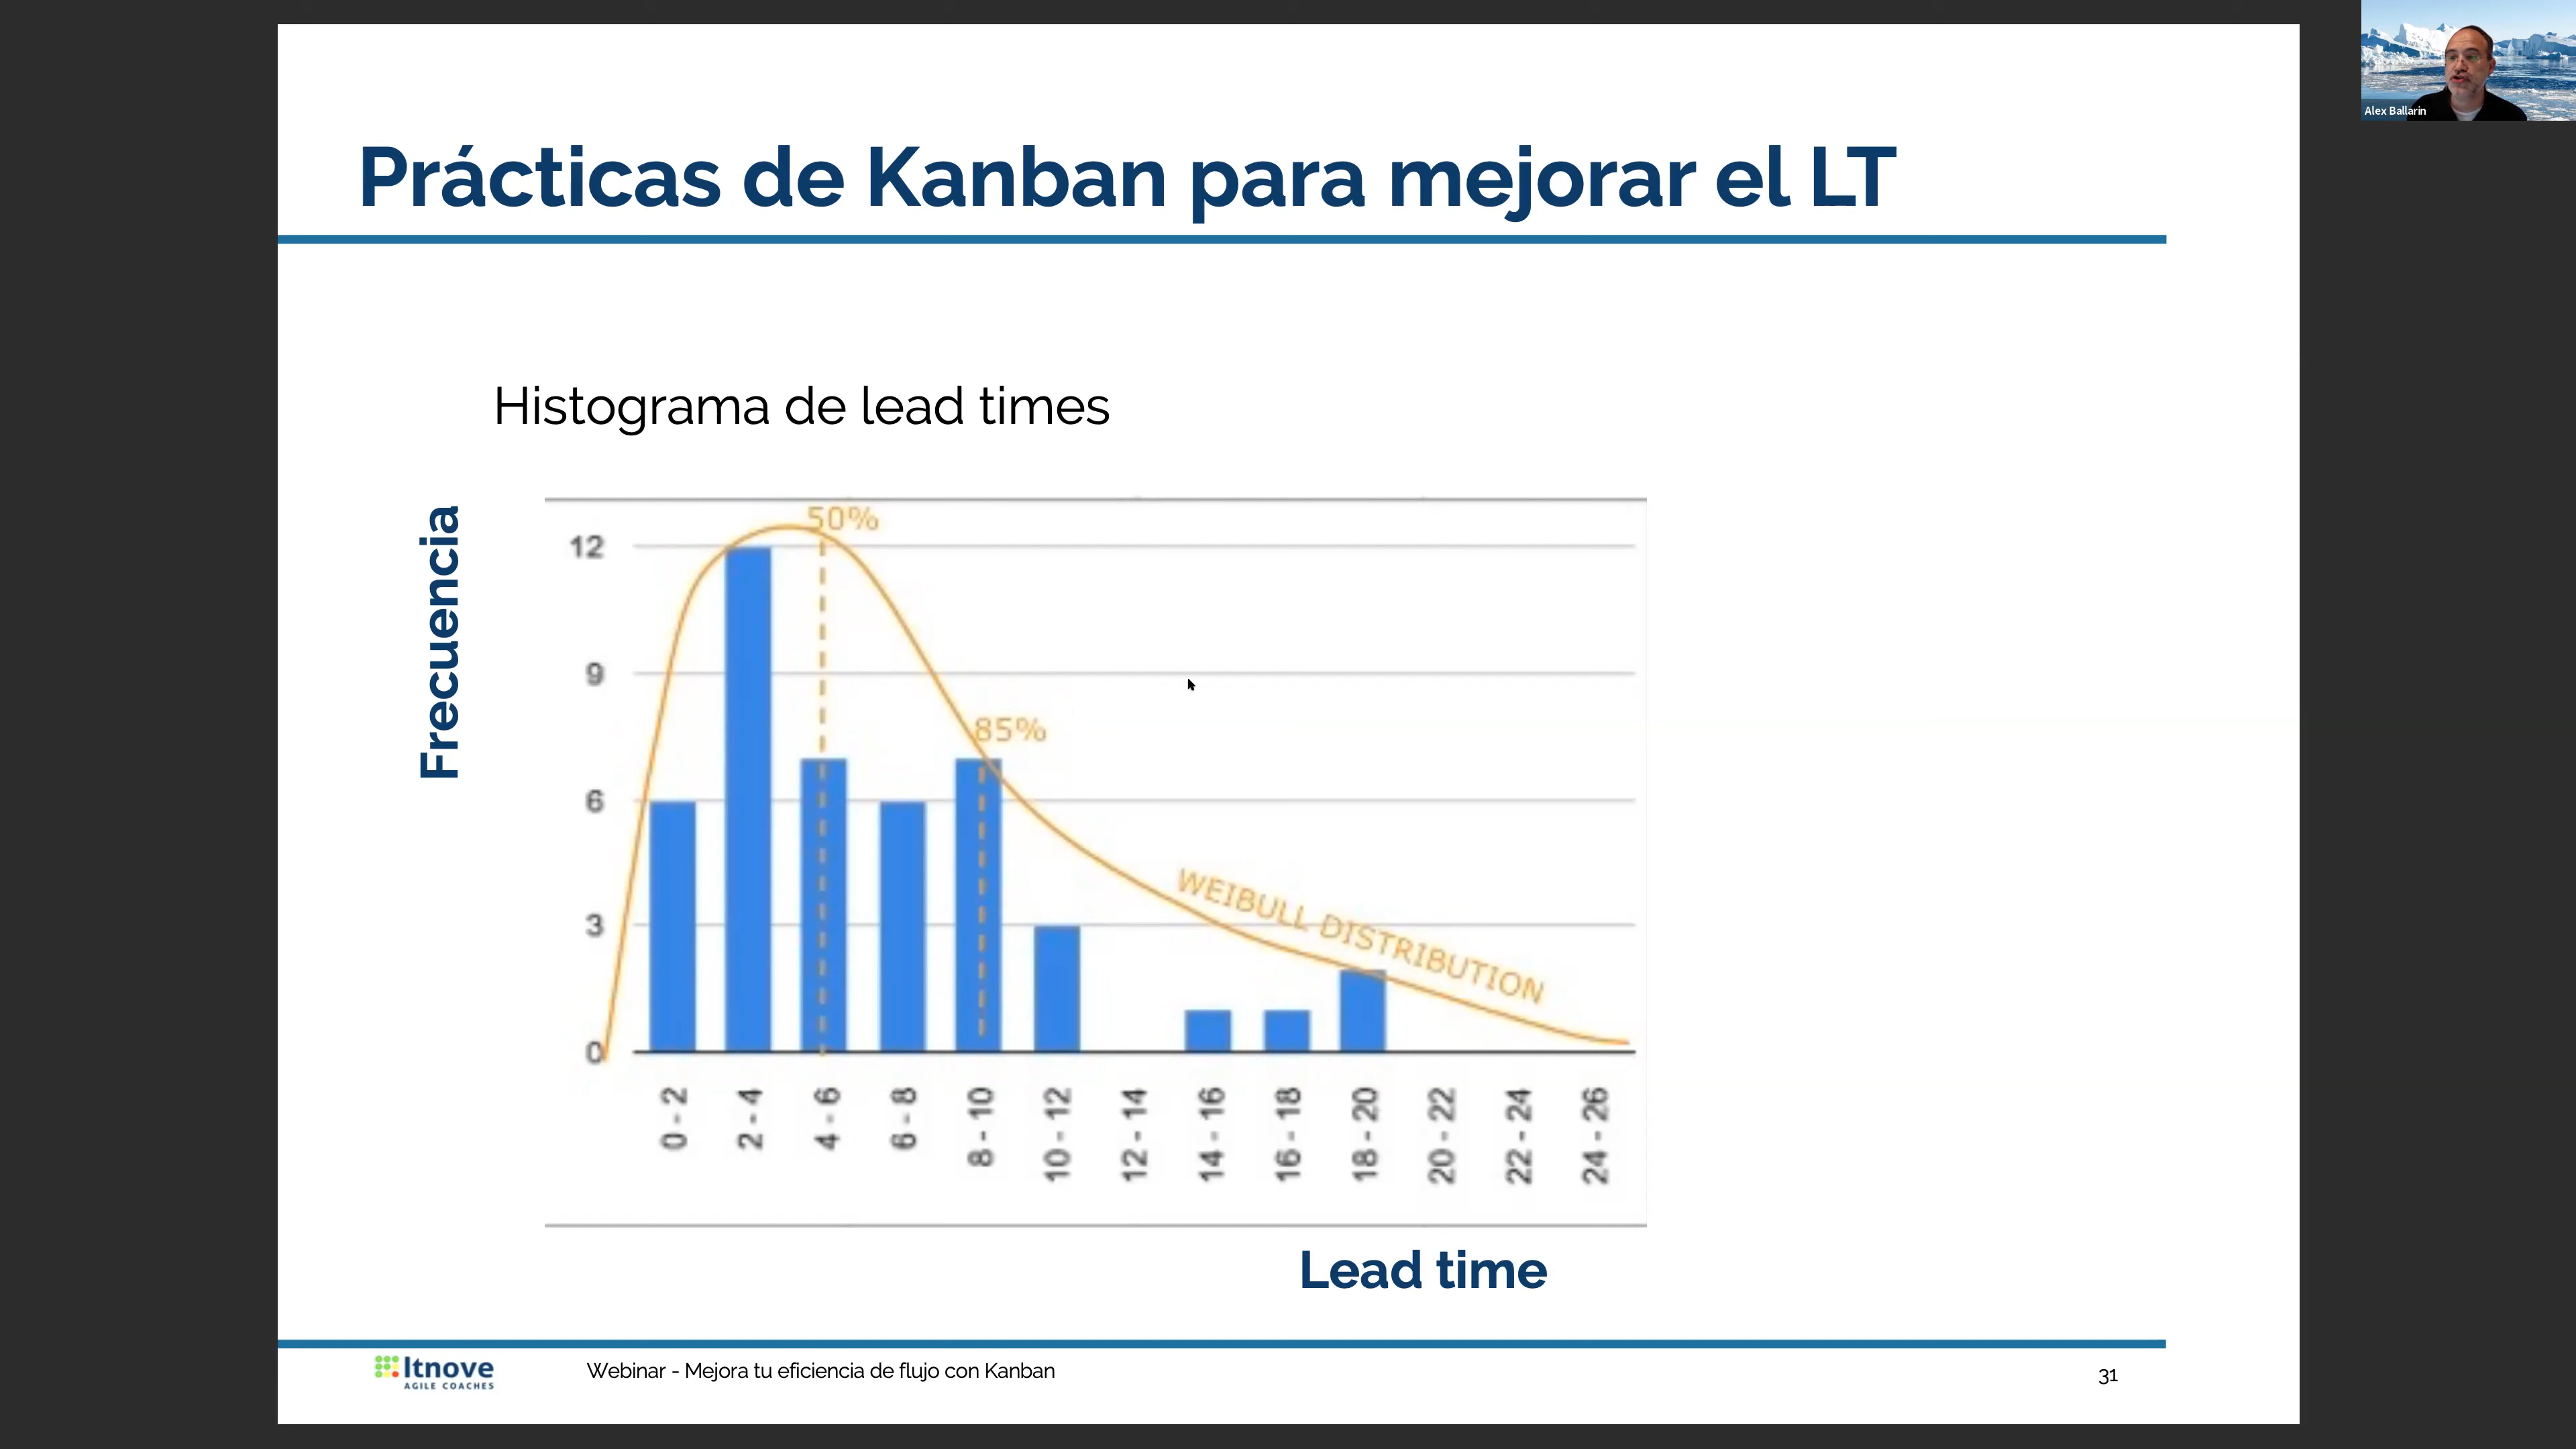 Alex Ballarin
Prácticas de Kanban para mejorar el LT
Histograma de lead times
Frecuencia
50%
12
9
85%
6
WEIBULL DISTRIBUTION
3
0
0 - 2
2 - 4
4 - 6
6 - 8
8 - 10
10 - 12
12 - 14
14 - 16
16 - 18
18 - 20
20 - 22
22 - 24
24 - 26
Lead time
Itnove
AGILE COACHES
Webinar - Mejora tu eficiencia de flujo con Kanban
31